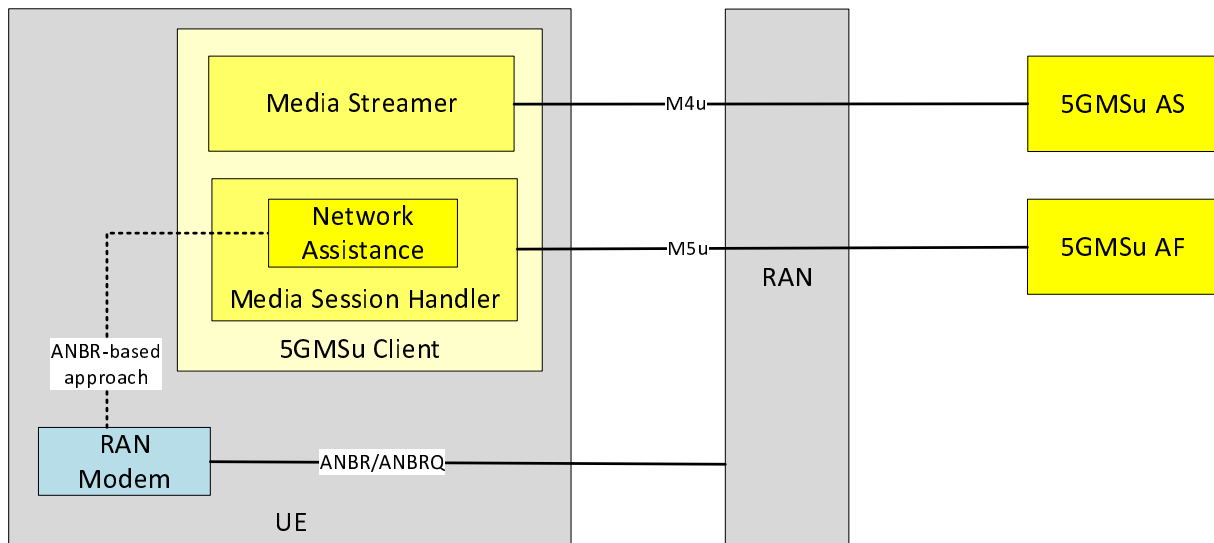 Media Streamer
M4u
5GMSu AS
Network
Assistance
Media Session Handler
M5u
5GMSu AF
RAN
5GMSu Client
ANBR-based
approach
RAN
Modem
ANBR/ANBRQ
UE